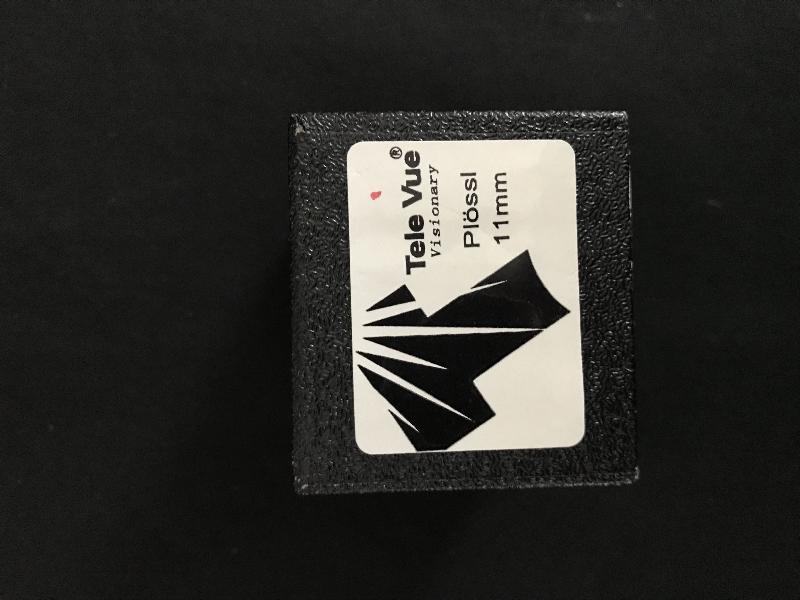 Tele Vue®
Visionary
Plössl
11mm